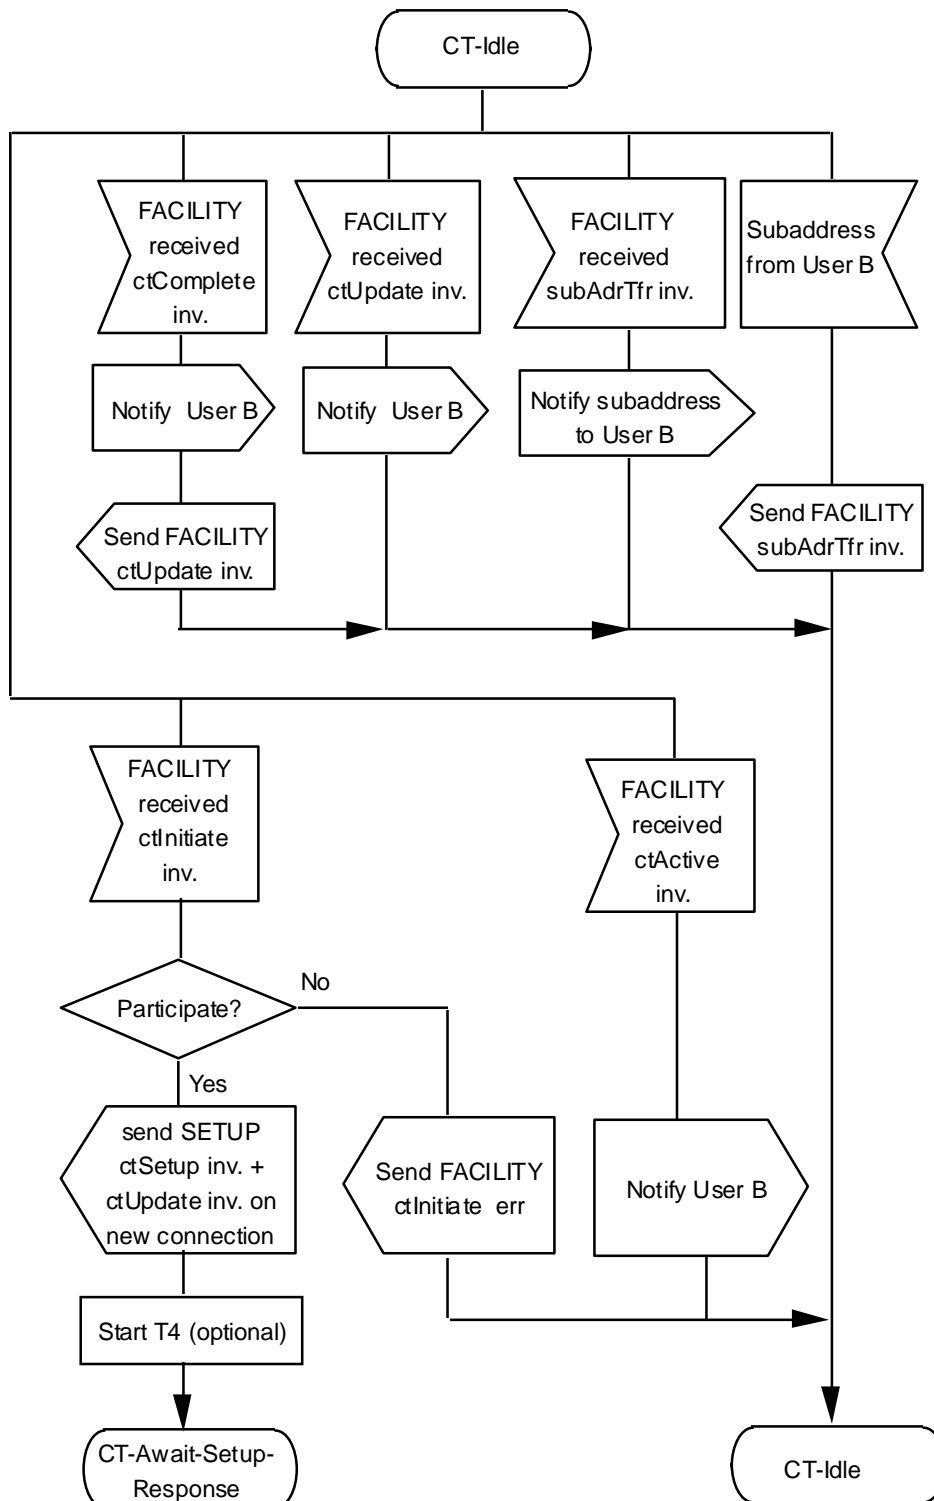 CT-Idle
FACILITY
received
ctComplete
inv.
FACILITY
received
ctUpdate inv.
FACILITY
received
subAdrTfr inv.
Subaddress
from User B
Notify User B
Notify User B
Notify subaddress
to User B
Send FACILITY
ctUpdate inv.
Send FACILITY
subAdrTfr inv.
FACILITY
received
ctInitiate
inv.
FACILITY
received
ctActive
inv.
Participate?
No
Yes
send SETUP
ctSetup inv. +
ctUpdate inv. on
new connection
Send FACILITY
ctInitiate err
Notify User B
Start T4 (optional)
CT-Await-Setup-
Response
CT-Idle